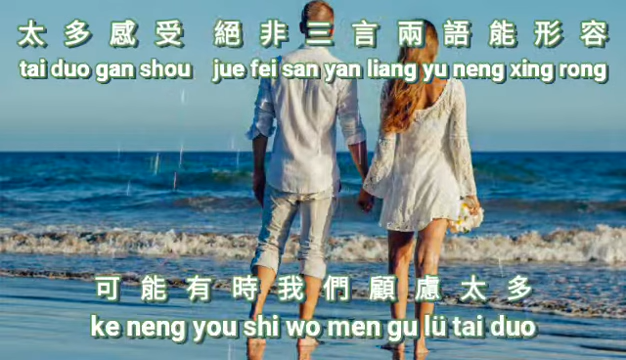 太多感受 絕非三言兩語能形容
tai duo gan shou jue fei san yan liang yu neng xing rong
可能有時我們顧慮太多
ke neng you shi wo men gu lü tai duo